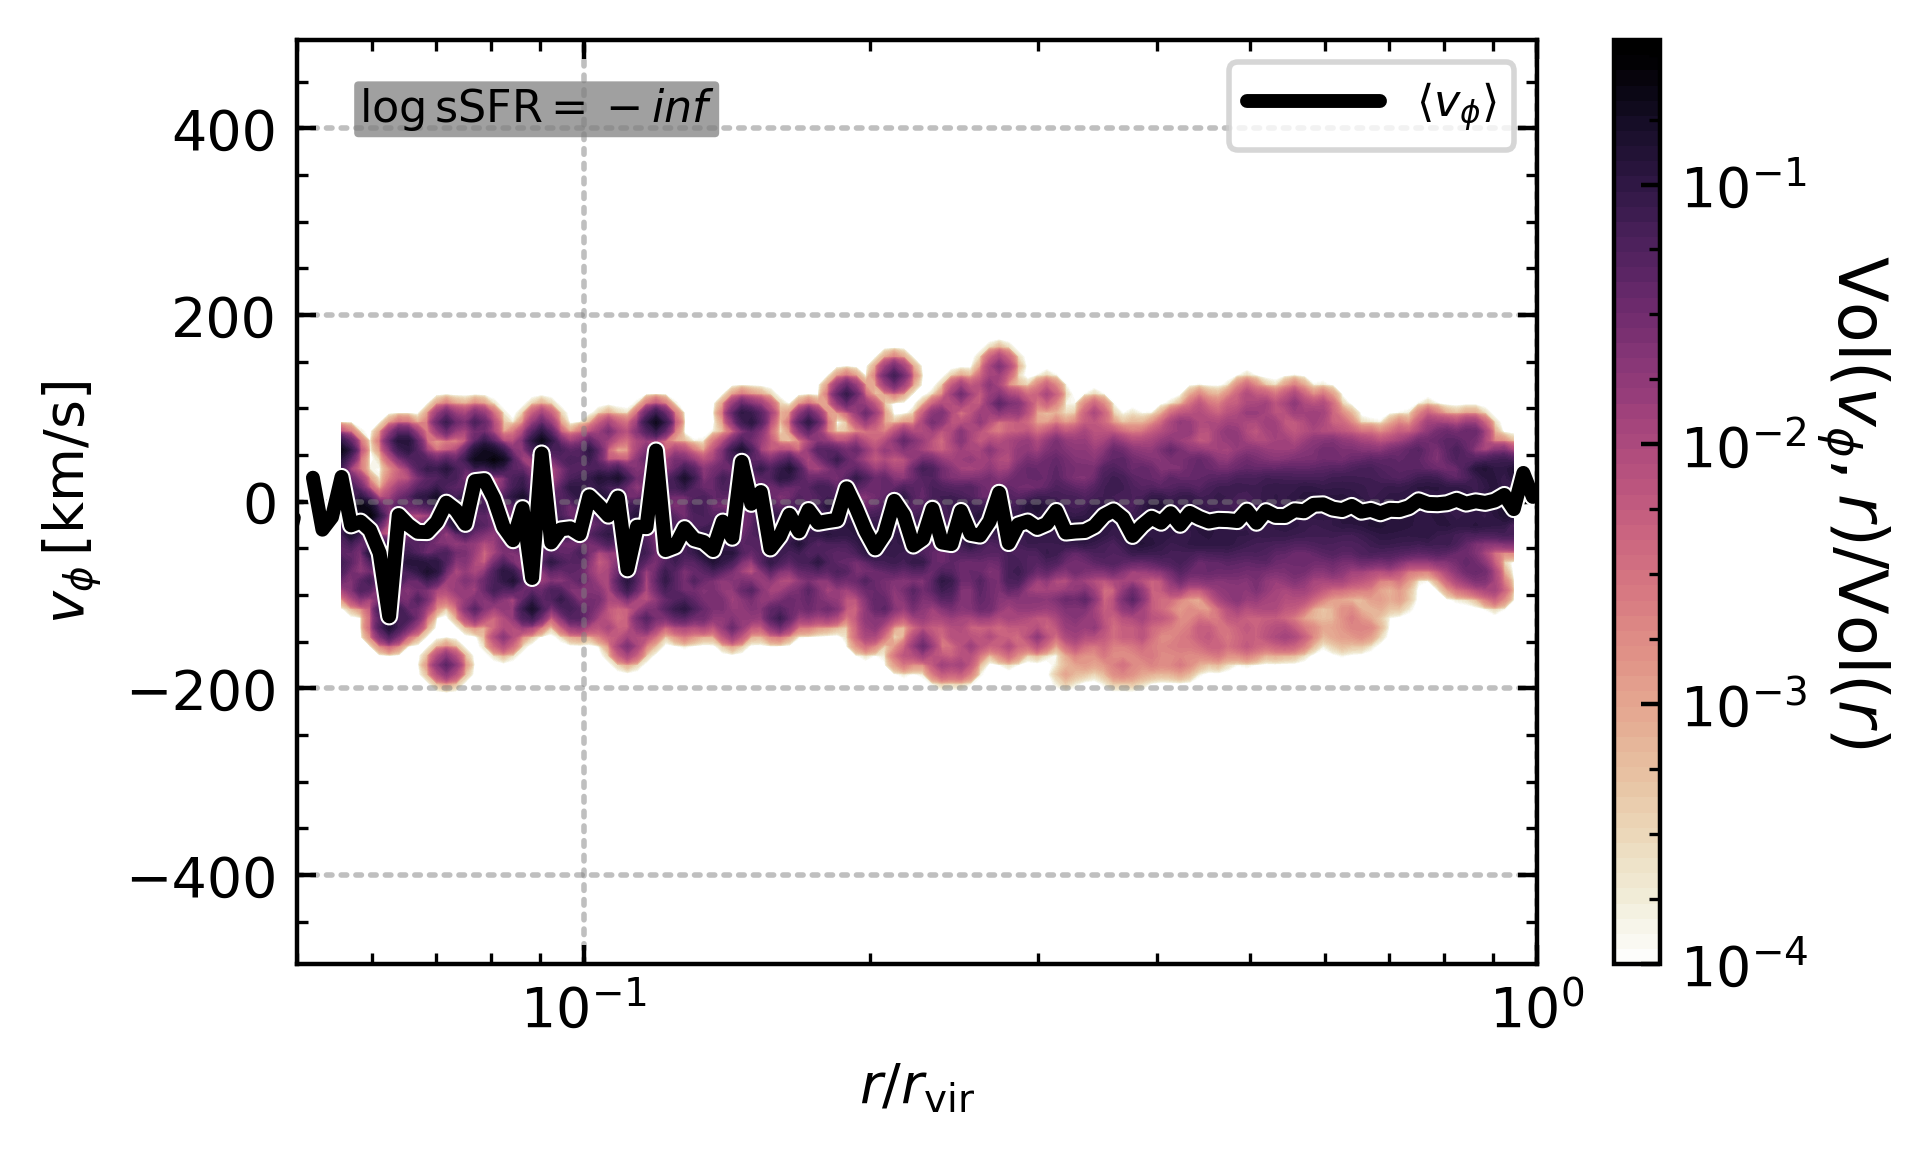 log sSFR = −inf
⟨v_ϕ⟩
400
200
0
−200
−400
v_ϕ [km/s]
10^−1
10^0
r/r_vir
10^−1
10^−2
10^−3
10^−4
Vol(v_ϕ, r)/Vol(r)